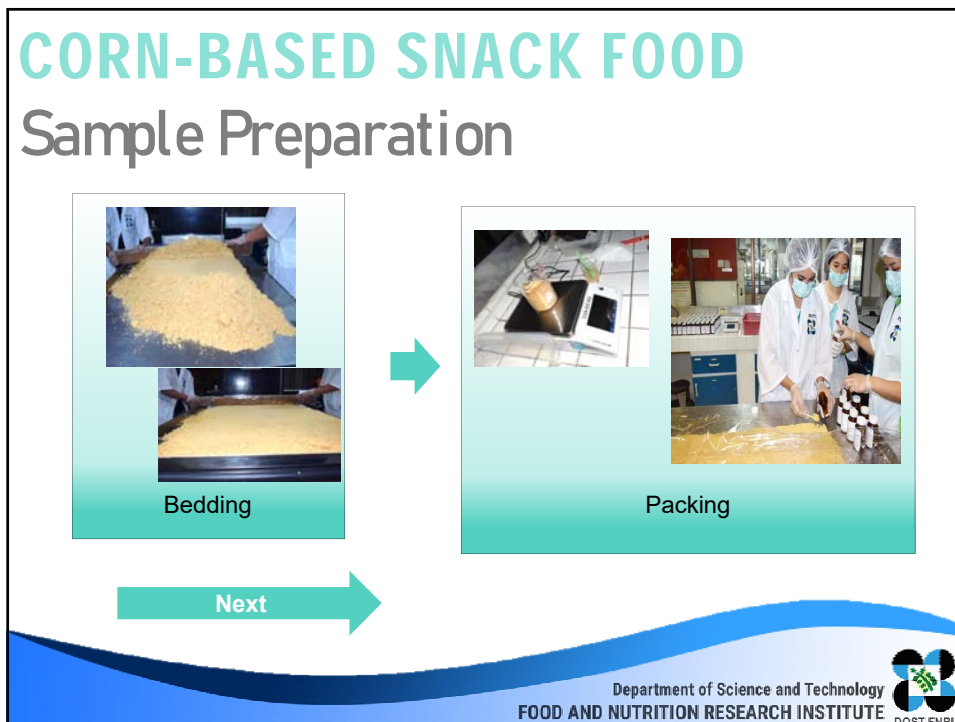 CORN-BASED SNACK FOOD
Sample Preparation
Bedding
Packing
Next
Department of Science and Technology
FOOD AND NUTRITION RESEARCH INSTITUTE